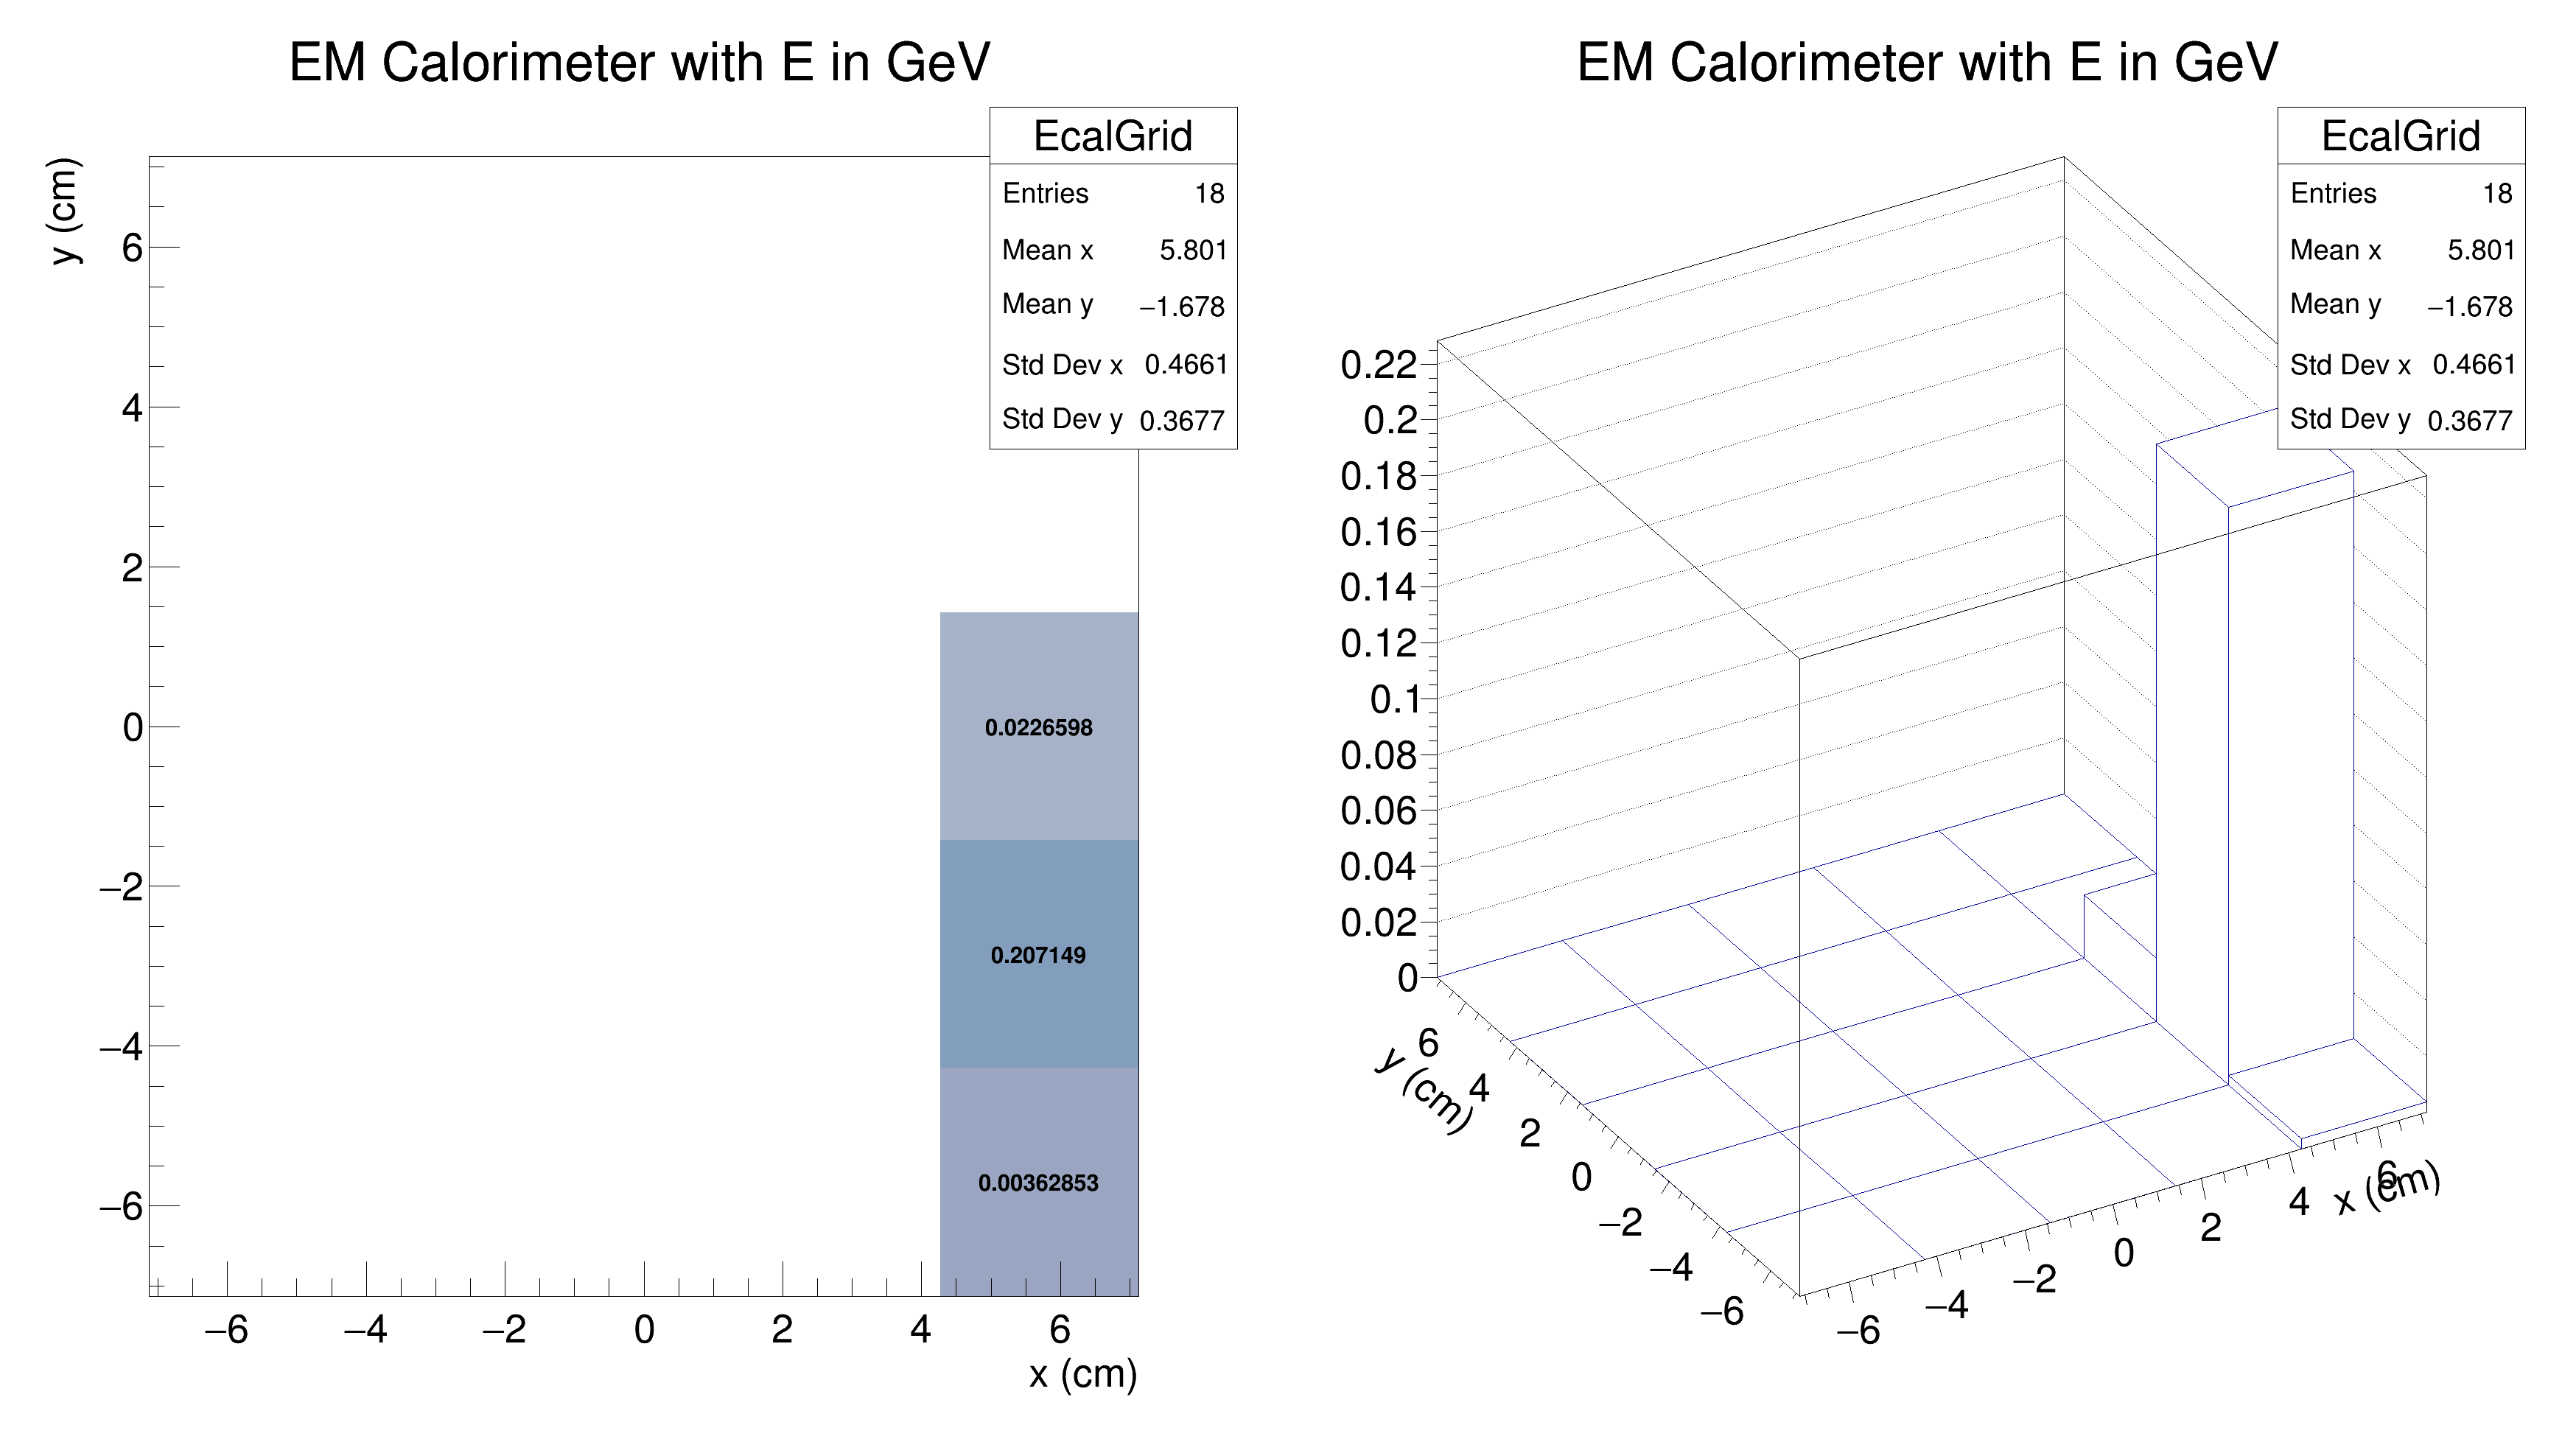 EM Calorimeter with E in GeV
EcalGrid
Entries 18
Mean x 5.801
Mean y −1.678
Std Dev x 0.4661
Std Dev y 0.3677
y (cm)
6
4
2
0
−2
−4
−6
0.0226598
0.207149
0.00362853
−6 −4 −2 0 2 4 6
x (cm)
EM Calorimeter with E in GeV
EcalGrid
Entries 18
Mean x 5.801
Mean y −1.678
Std Dev x 0.4661
Std Dev y 0.3677
0.22
0.2
0.18
0.16
0.14
0.12
0.1
0.08
0.06
0.04
0.02
0
y (cm)
6
4
2
0
−2
−4
−6
−6 −4 −2 0 2 4 6
x (cm)